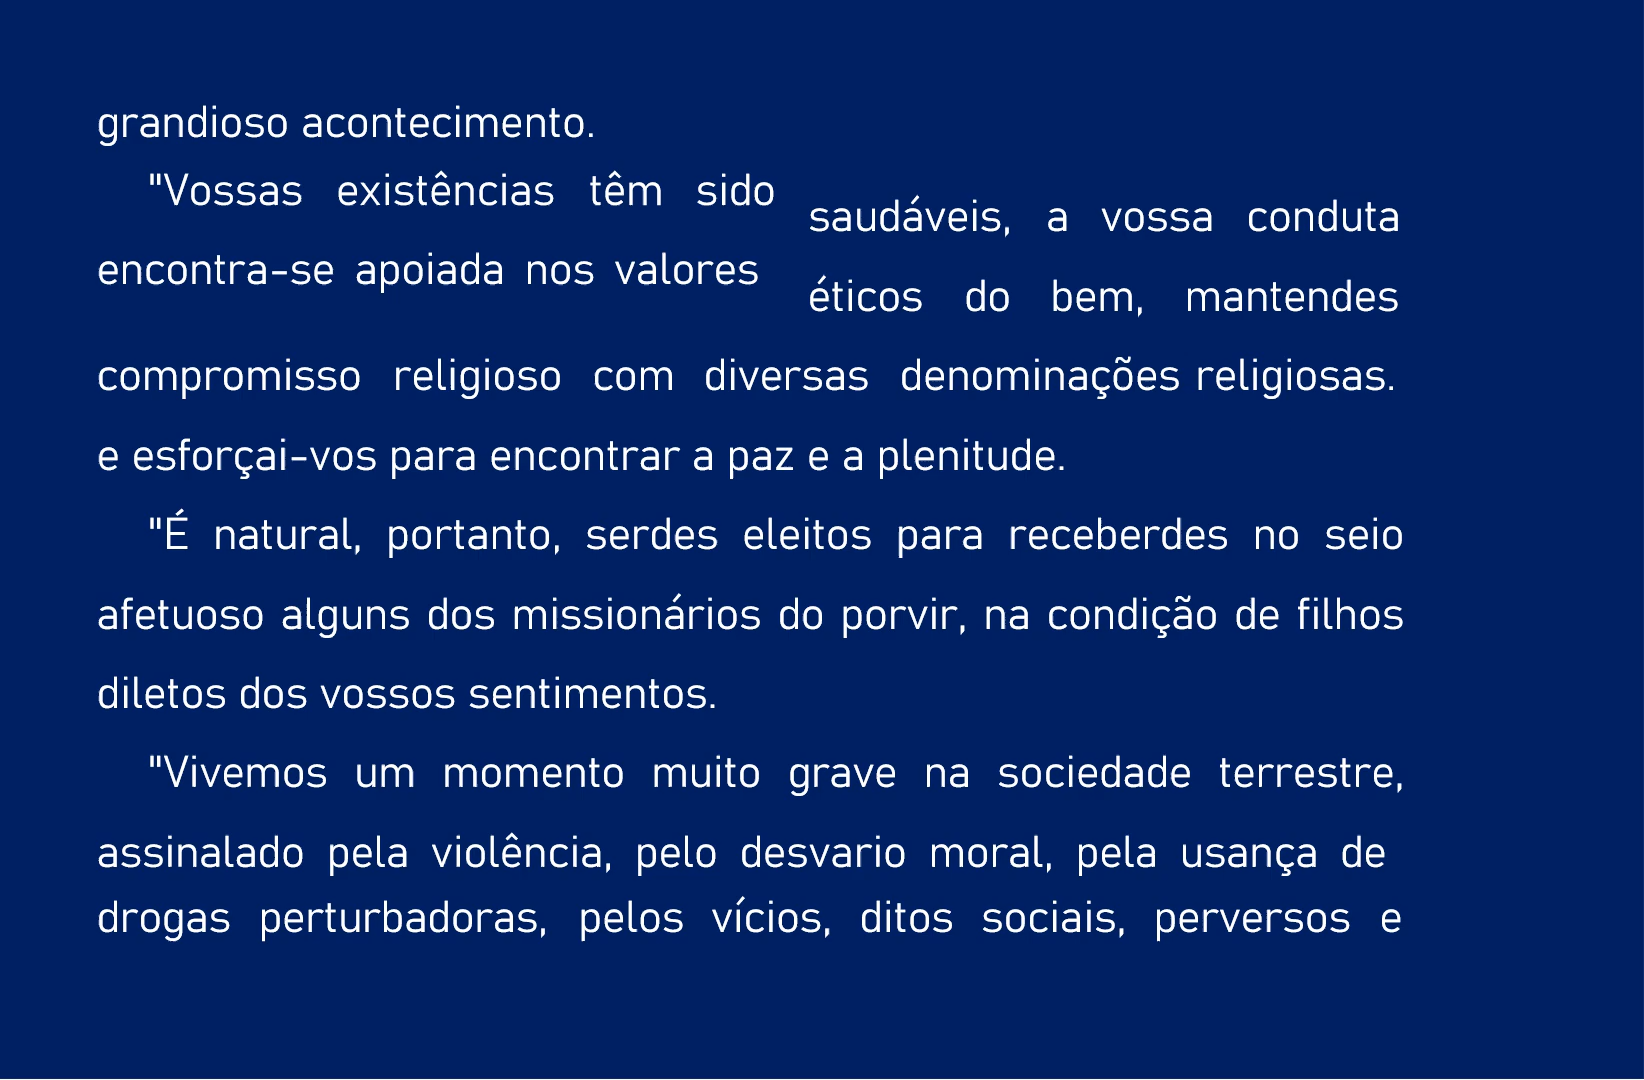 grandioso acontecimento.
"Vossas existências têm sido saudáveis, a vossa conduta
encontra-se apoiada nos valores éticos do bem, mantendes
compromisso religioso com diversas denominações religiosas.
e esforçai-vos para encontrar a paz e a plenitude.
"É natural, portanto, serdes eleitos para receberdes no seio
afetuoso alguns dos missionários do porvir, na condição de filhos
diletos dos vossos sentimentos.
"Vivemos um momento muito grave na sociedade terrestre,
assinalado pela violência, pelo desvario moral, pela usança de
drogas perturbadoras, pelos vícios, ditos sociais, perversos e